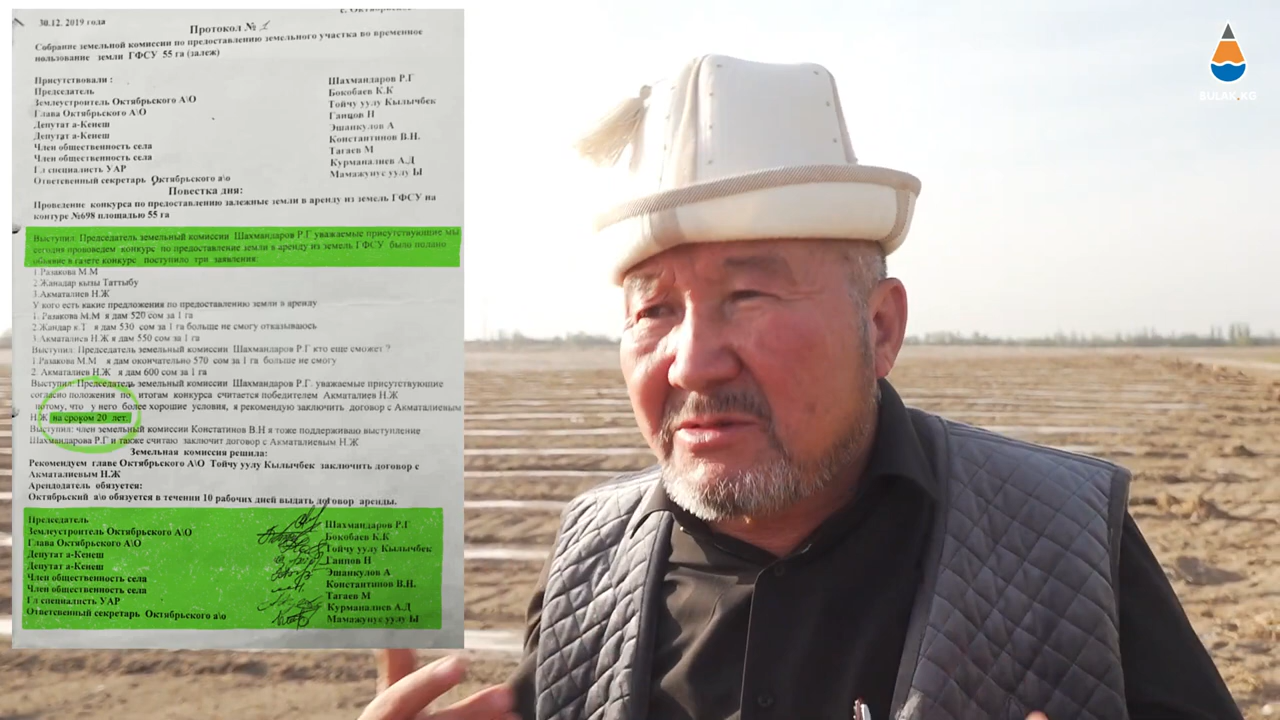 с. Октябрьское
30.12. 2019 года
Протокол № 1
Собрание земельной комиссии по предоставлению земельного участка во временное
пользование земли ГФСУ 55 га (залеж)
Присутствовали :
Шахмандаров Р.Г
Председатель
Бокобаев К.К
Землеустроитель Октябрьского А\О
Тойчу уулу Кылычбек
Глава Октябрьского А\О
Гаипов Н
Депутат а-Кенеш
Эшанкулов А
Депутат а-Кенеш
Константинов В.Н.
Член общественность села
Тагаев М
Член общественность села
Курманалиев А.Д
Гл специалисть УАР
Мамажунус уулу Ы
Ответсвенный секретарь Октябрьского а\о
Повестка дня:
Проведение конкурса по предоставлению залежные земли в аренду из земель ГФСУ на
контуре №698 площадью 55 га
Выступил: Председатель земельный комиссии Шахмандаров Р.Г уважаемые присутствующие мы
сегодня прововедем конкурс по предоставление земли в аренду из земель ГФСУ было подано
обявние в газете конкурс поступило три заявления:
1.Разакова М.М
2.Жанадар кызы Таттыбу
3.Акматалиев Н.Ж
У кого есть какие предложения по предоставлению земли в аренду
1. Разакова М.М я дам 520 сом за 1 га
2.Жандар к.Т я дам 530 сом за 1 га больще не смогу отказываюсь
3.Акматалиев Н.Ж я дам 550 сом за 1 га
Выступил: Председатель земельной комиссии Шахмандаров Р.Г кто еще сможет ?
1.Разакова М.М я дам окончательно 570 сом за 1 га больше не смогу
2. Акматалиев Н.Ж я дам 600 сом за 1 га
Выступил: Председатель земельной комиссии Шахмандаров Р.Г. уважаемые присутствующие
согласно положения по итогам конкурса считается победителем Акматалиев Н.Ж
потому, что у него более хорошие условия, я рекомендую заключить договор с Акматалиевым
Н.Ж на сроком 20 лет.
Выступил: член земельный комиссии Констатинов В.Н я тоже поддерживаю выступление
Шахмандарова Р.Г и также считаю заключит договор с Акматалиевым Н.Ж
Земельная комиссия решила:
Рекомендуем главе Октябрьского А\О Тойчу уулу Кылычбек заключить договор с
Акматалиевым Н.Ж
Арендодатель обязуется:
Октябрьский а\о обязуется в течении 10 рабочих дней выдать договор аренды.
Председатель
Шахмандаров Р.Г
Землеустроитель Октябрьского А\О
Бокобаев К.К
Глава Октябрьского А\О
Тойчу уулу Кылычбек
Депутат а-Кенеш
Гаипов Н
Депутат а-Кенеш
Эшанкулов А
Член общественность села
Константинов В.Н.
Член общественность села
Тагаев М
Гл специалисть УАР
Курманалиев А.Д
Ответсвенный секретарь Октябрьского а\о
Мамажунус уулу Ы
BULAK.KG